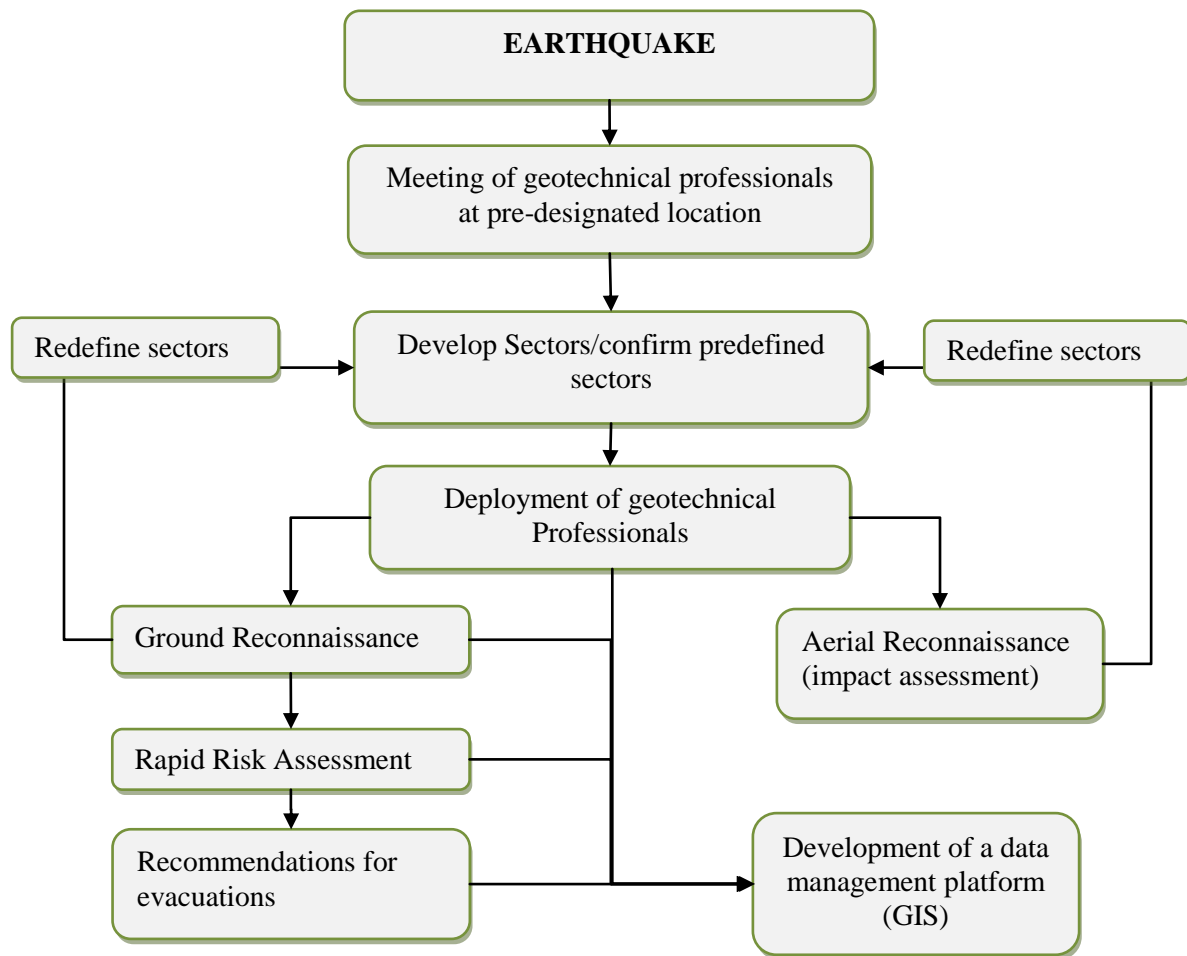 EARTHQUAKE
Meeting of geotechnical professionals
at pre-designated location
Redefine sectors
Develop Sectors/confirm predefined
sectors
Redefine sectors
Deployment of geotechnical
Professionals
Ground Reconnaissance
Aerial Reconnaissance
(impact assessment)
Rapid Risk Assessment
Recommendations for
evacuations
Development of a data
management platform
(GIS)